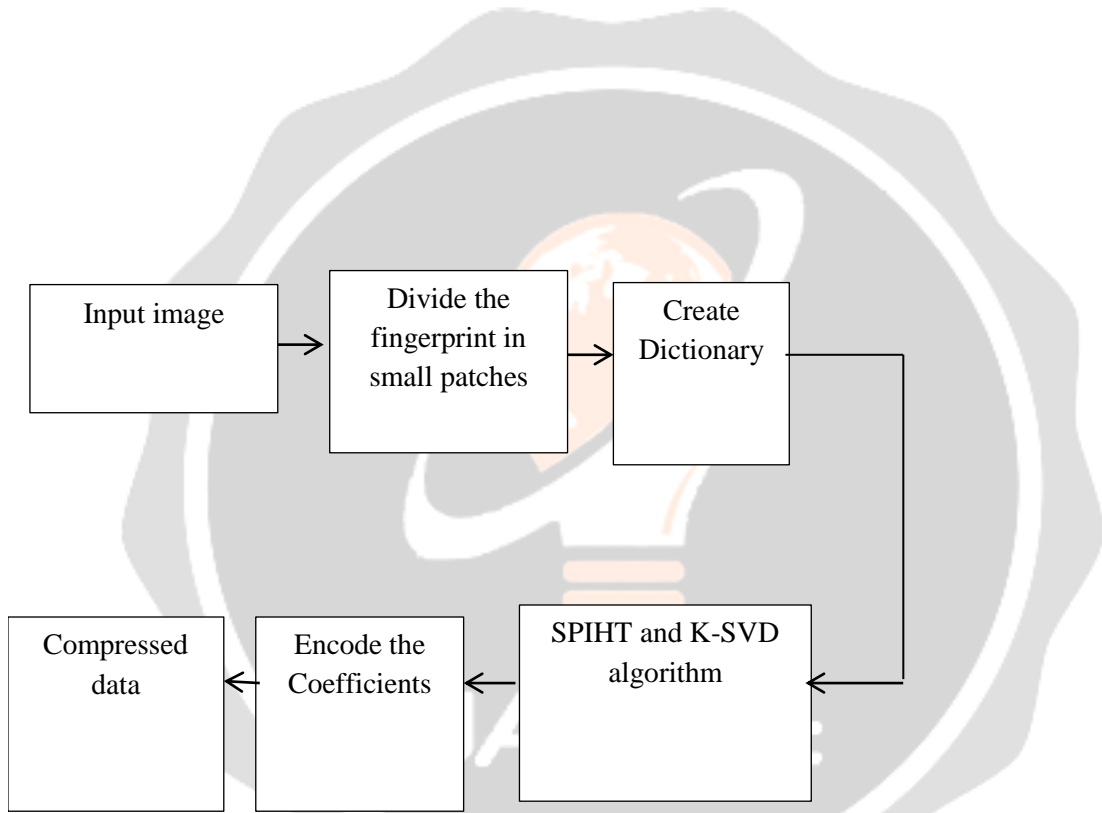 Input image
Divide the
fingerprint in
small patches
Create
Dictionary
SPIHT and K-SVD
algorithm
Encode the
Coefficients
Compressed
data